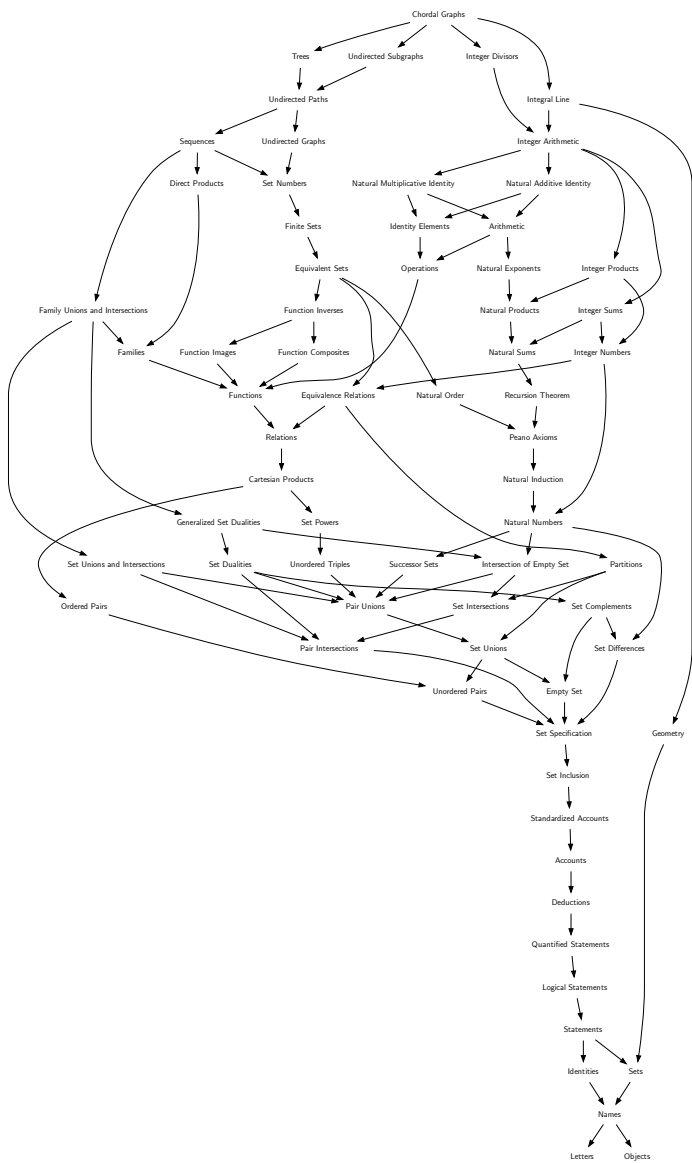 Chordal Graphs
Trees
Undirected Subgraphs
Integer Divisors
Undirected Paths
Integral Line
Sequences
Undirected Graphs
Integer Arithmetic
Direct Products
Set Numbers
Natural Multiplicative Identity
Natural Additive Identity
Finite Sets
Identity Elements
Arithmetic
Equivalent Sets
Operations
Natural Exponents
Integer Products
Family Unions and Intersections
Function Inverses
Natural Products
Integer Sums
Families
Function Images
Function Composites
Natural Sums
Integer Numbers
Functions
Equivalence Relations
Natural Order
Recursion Theorem
Relations
Peano Axioms
Cartesian Products
Natural Induction
Generalized Set Dualities
Set Powers
Natural Numbers
Set Unions and Intersections
Set Dualities
Unordered Triples
Successor Sets
Intersection of Empty Set
Partitions
Ordered Pairs
Pair Unions
Set Intersections
Set Complements
Pair Intersections
Set Unions
Set Differences
Unordered Pairs
Empty Set
Set Specification
Geometry
Set Inclusion
Standardized Accounts
Accounts
Deductions
Quantified Statements
Logical Statements
Statements
Identities
Sets
Names
Letters
Objects